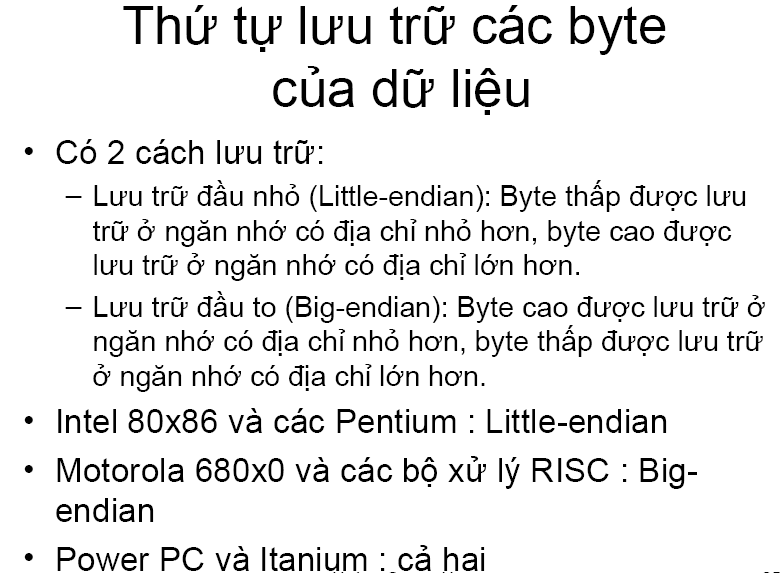 Thứ tự lưu trữ các byte
của dữ liệu
• Có 2 cách lưu trữ:
– Lưu trữ đầu nhỏ (Little-endian): Byte thấp được lưu
trữ ở ngăn nhớ có địa chỉ nhỏ hơn, byte cao được
lưu trữ ở ngăn nhớ có địa chỉ lớn hơn.
– Lưu trữ đầu to (Big-endian): Byte cao được lưu trữ ở
ngăn nhớ có địa chỉ nhỏ hơn, byte thấp được lưu trữ
ở ngăn nhớ có địa chỉ lớn hơn.
• Intel 80x86 và các Pentium : Little-endian
• Motorola 680x0 và các bộ xử lý RISC : Big-
endian
• Power PC và Itanium : cả hai